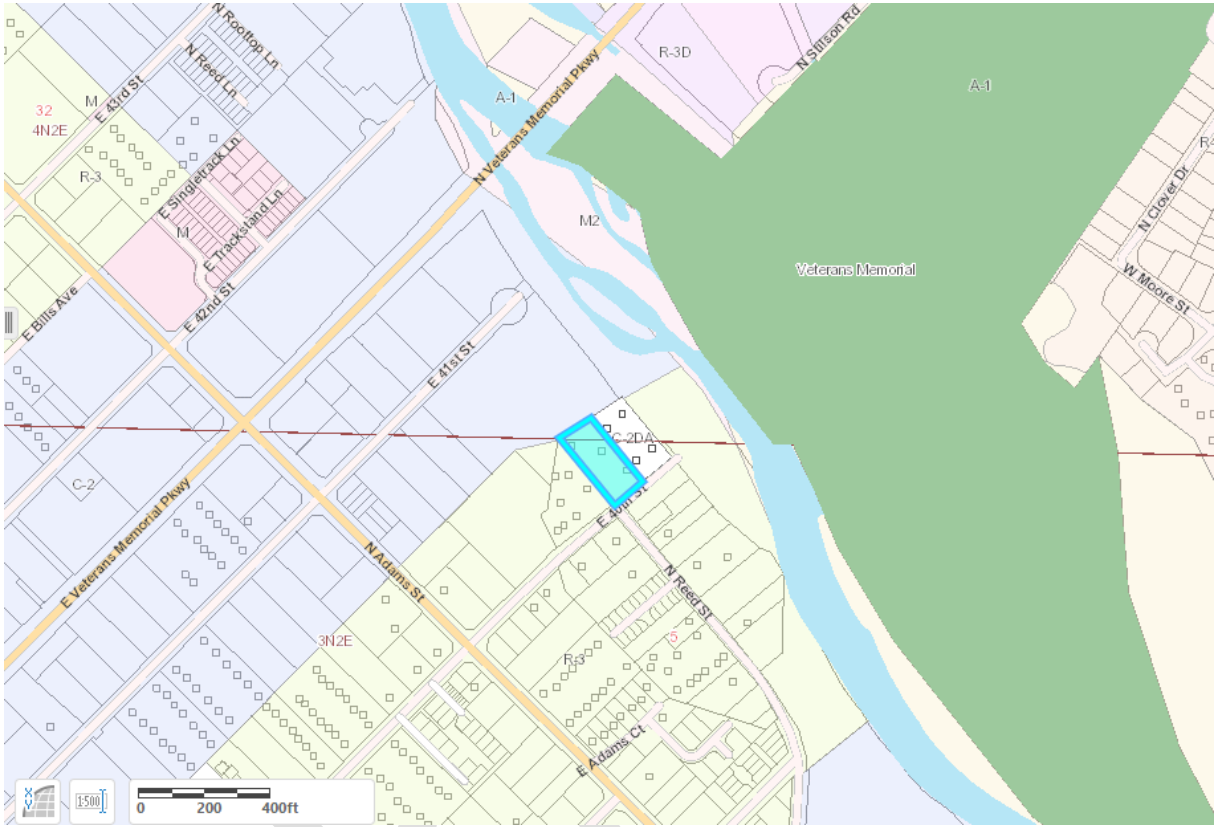 N Rooftop Ln
N Reed Ln
E 43rd St
M
32
4N2E
R-3
E Singletrack Ln
E Trackstand Ln
M
E 42nd St
E Bills Ave
N Veterans Memorial Pkwy
A-1
R-3D
N Stilson Rd
A-1
M2
Veterans Memorial
N Clover Dr
W Moore St
E 41st St
C-2DA
C-2
E Veterans Memorial Pkwy
N Adams St
E 40th St
N Reed St
5
3N2E
R-3
E Adams Ct
1:500
0 200 400ft